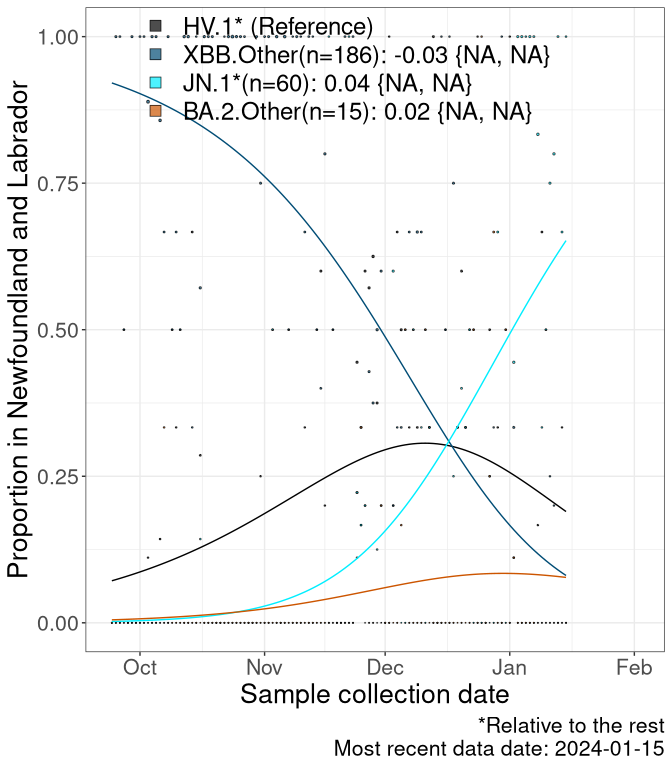 HV.1* (Reference)
XBB.Other(n=186): -0.03 {NA, NA}
JN.1*(n=60): 0.04 {NA, NA}
BA.2.Other(n=15): 0.02 {NA, NA}
Proportion in Newfoundland and Labrador
1.00
0.75
0.50
0.25
0.00
Oct Nov Dec Jan Feb
Sample collection date
*Relative to the rest
Most recent data date: 2024-01-15